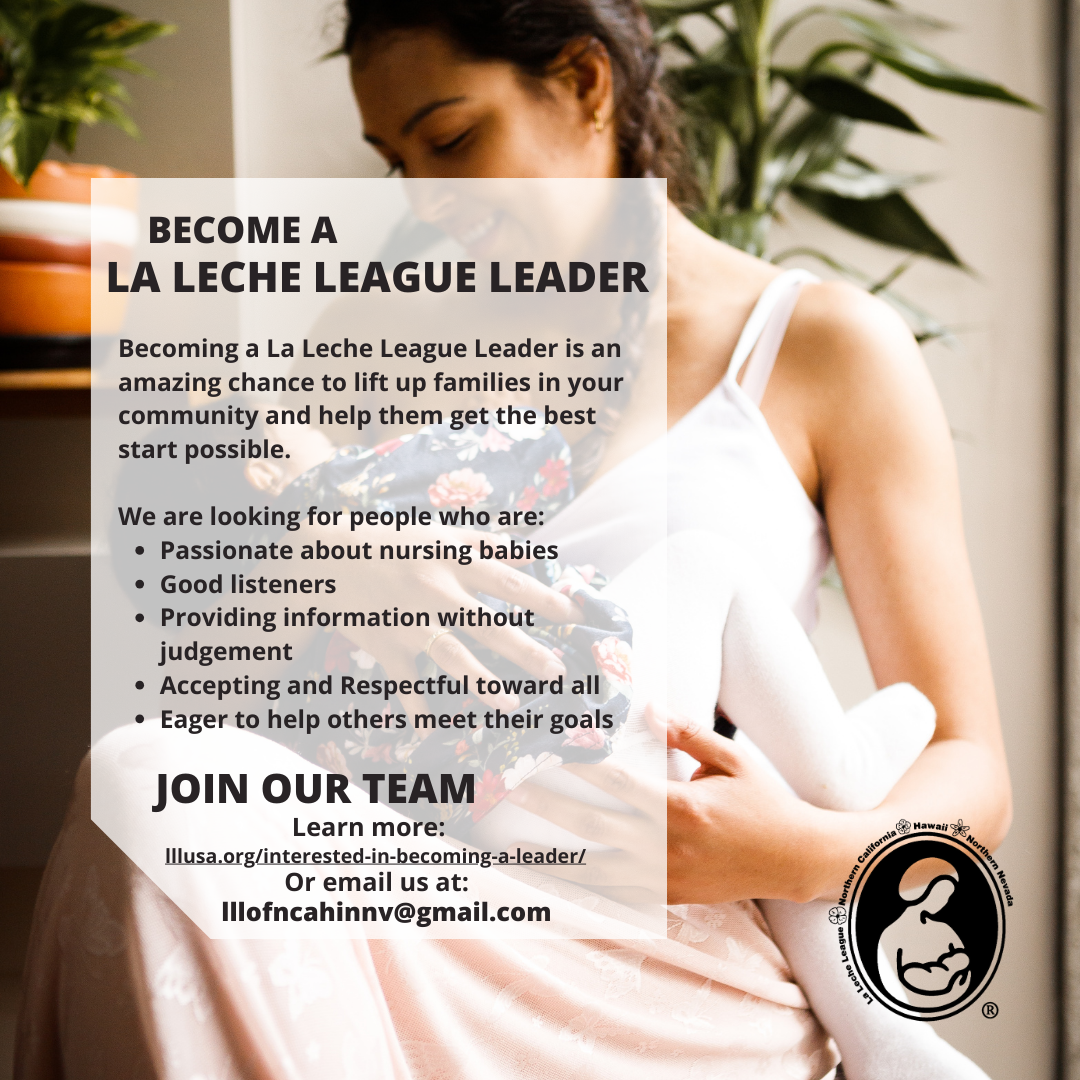 BECOME A
LA LECHE LEAGUE LEADER
Becoming a La Leche League Leader is an
amazing chance to lift up families in your
community and help them get the best
start possible.
We are looking for people who are:
• Passionate about nursing babies
• Good listeners
• Providing information without
judgement
• Accepting and Respectful toward all
• Eager to help others meet their goals
JOIN OUR TEAM
Learn more:
lllusa.org/interested-in-becoming-a-leader/
Or email us at:
lllofncahinnv@gmail.com
La Leche League Northern California Hawaii Northern Nevada
®